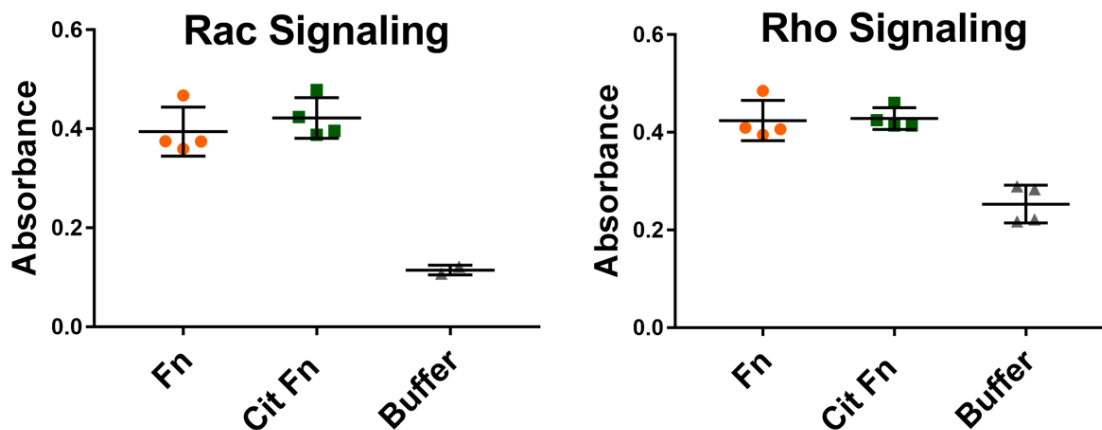 Rac Signaling
Absorbance
0.6
0.4
0.2
0.0
Fn
Cit Fn
Buffer
Rho Signaling
Absorbance
0.6
0.4
0.2
0.0
Fn
Cit Fn
Buffer